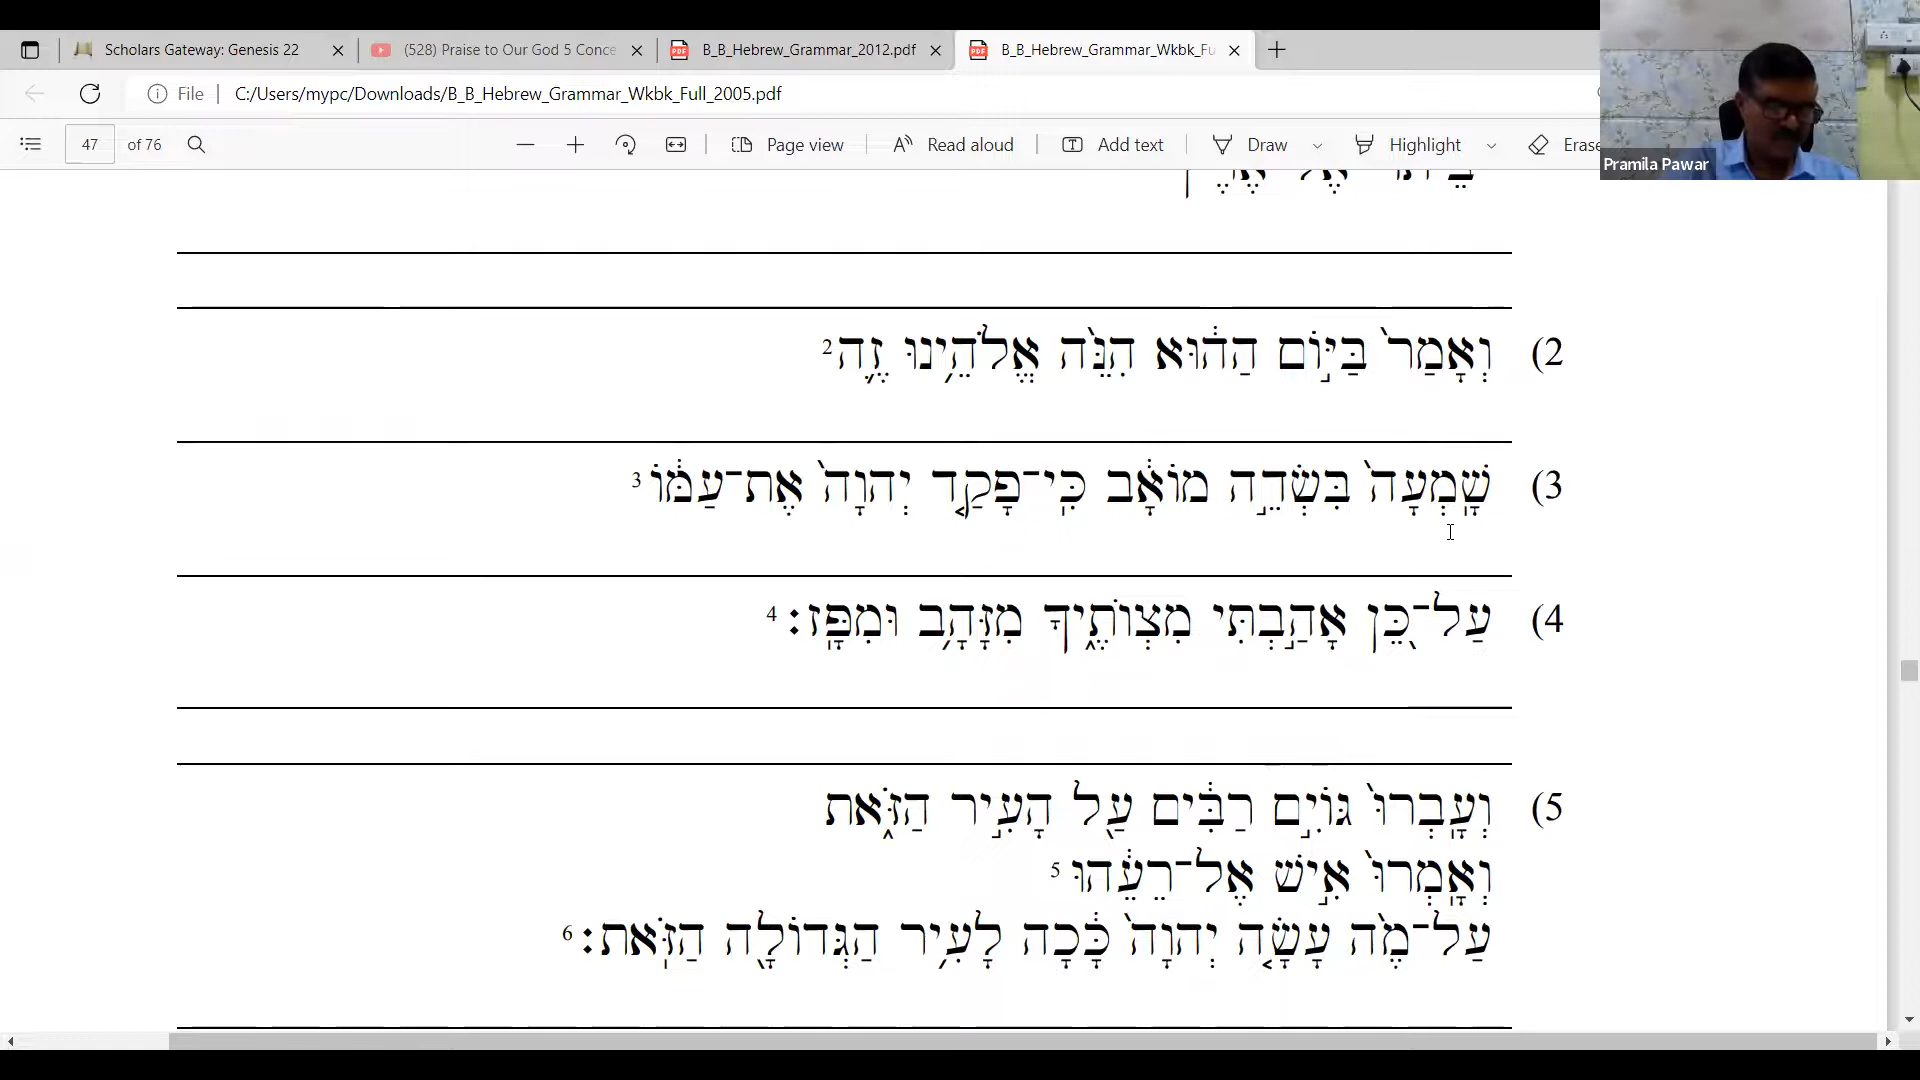 Scholars Gateway: Genesis 22
(528) Praise to Our God 5 Conce
B_B_Hebrew_Grammar_2012.pdf
B_B_Hebrew_Grammar_Wkbk_Fu
File
C:/Users/mypc/Downloads/B_B_Hebrew_Grammar_Wkbk_Full_2005.pdf
47 of 76
Page view
Read aloud
Add text
Draw
Highlight
Erase
Pramila Pawar
2) וְאָמַר֙ בַּיּ֣וֹם הַה֔וּא הִנֵּ֨ה אֱלֹהֵ֥ינוּ זֶ֛ה 2
3) שָֽׁמְעָה֙ בִּשְׂדֵ֣ה מוֹאָ֔ב כִּֽי־פָקַ֤ד יְהוָה֙ אֶת־עַמּ֔וֹ 3
4) עַל־כֵּ֭ן אָהַ֣בְתִּי מִצְוֺתֶ֑יךָ מִזָּהָ֥ב וּמִפָּֽז׃ 4
5) וְעָֽבְרוּ֙ גּוֹיִ֣ם רַבִּ֔ים עַ֖ל הָעִ֣יר הַזֹּ֑את
וְאָֽמְרוּ֙ אִ֣ישׁ אֶל־רֵעֵ֔הוּ 5
עַל־מֶ֨ה עָשָׂ֤ה יְהוָה֙ כָּ֔כָה לָעִ֥יר הַגְּדוֹלָ֖ה הַזֹּֽאת׃ 6